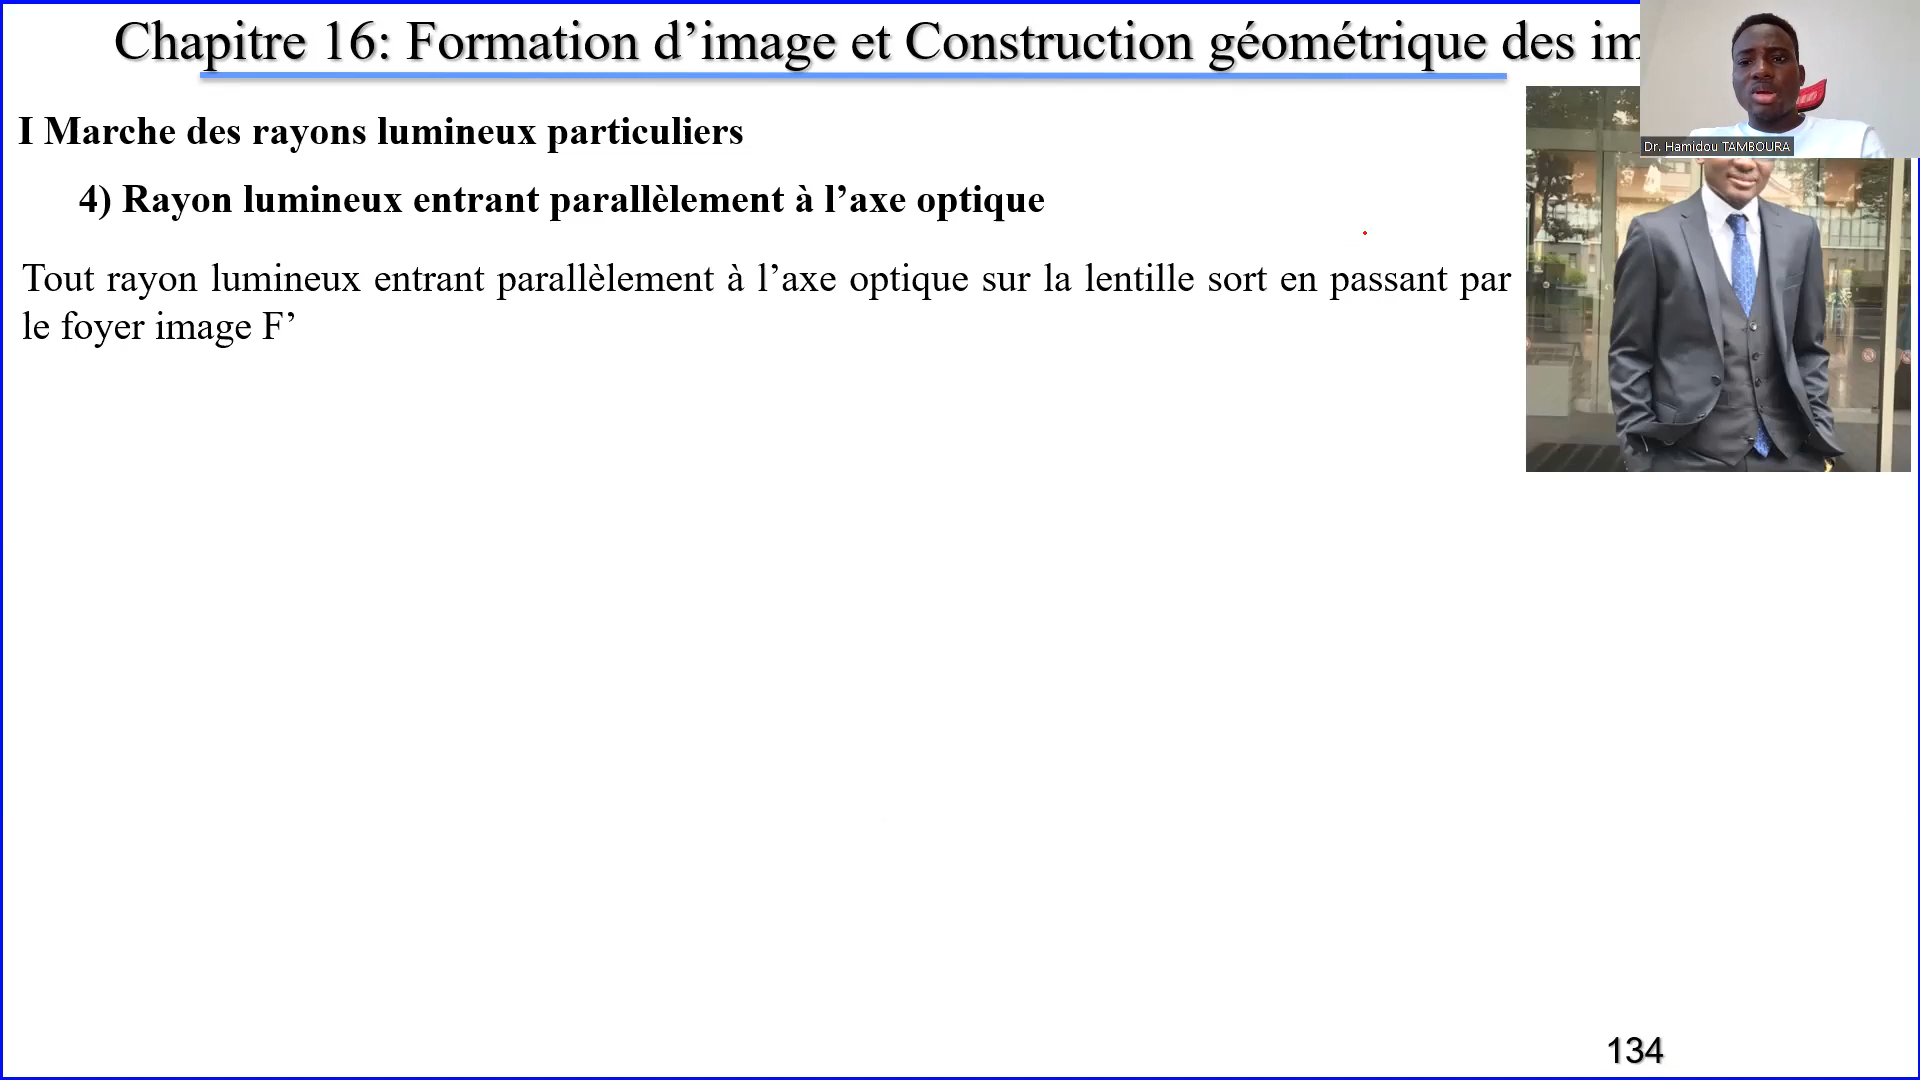 Chapitre 16: Formation d’image et Construction géométrique des im
Dr. Hamidou TAMBOURA
I Marche des rayons lumineux particuliers
4) Rayon lumineux entrant parallèlement à l’axe optique
Tout rayon lumineux entrant parallèlement à l’axe optique sur la lentille sort en passant par
le foyer image F’
134